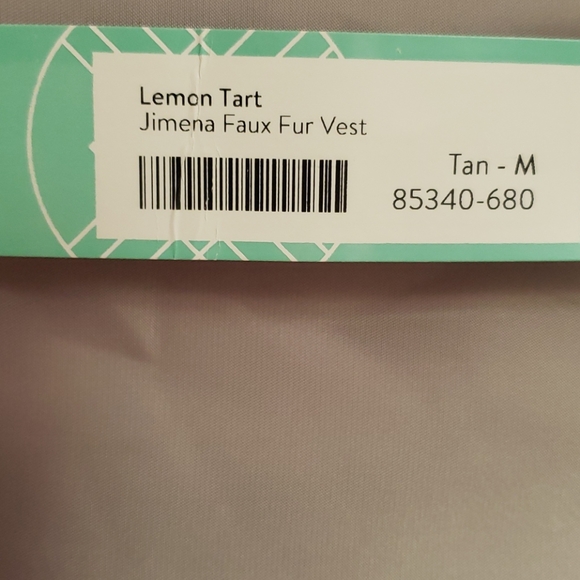 Lemon Tart
Jimena Faux Fur Vest
Tan - M
85340-680